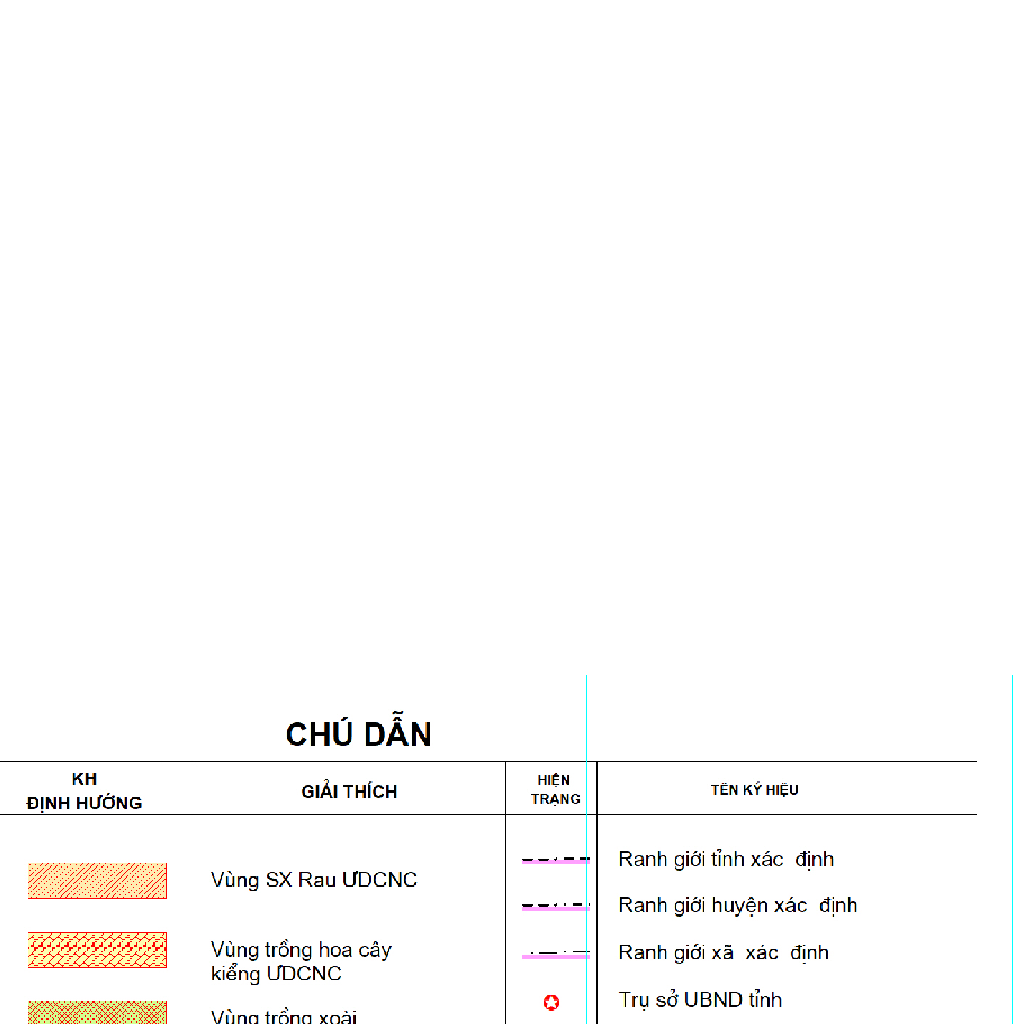 CHÚ DẪN
KH
ĐỊNH HƯỚNG
GIẢI THÍCH
HIỆN
TRẠNG
TÊN KÝ HIỆU
Vùng SX Rau ƯDCNC
Vùng trồng hoa cây
kiểng ƯDCNC
Vùng trồng xoài
Ranh giới tỉnh xác định
Ranh giới huyện xác định
Ranh giới xã xác định
Trụ sở UBND tỉnh